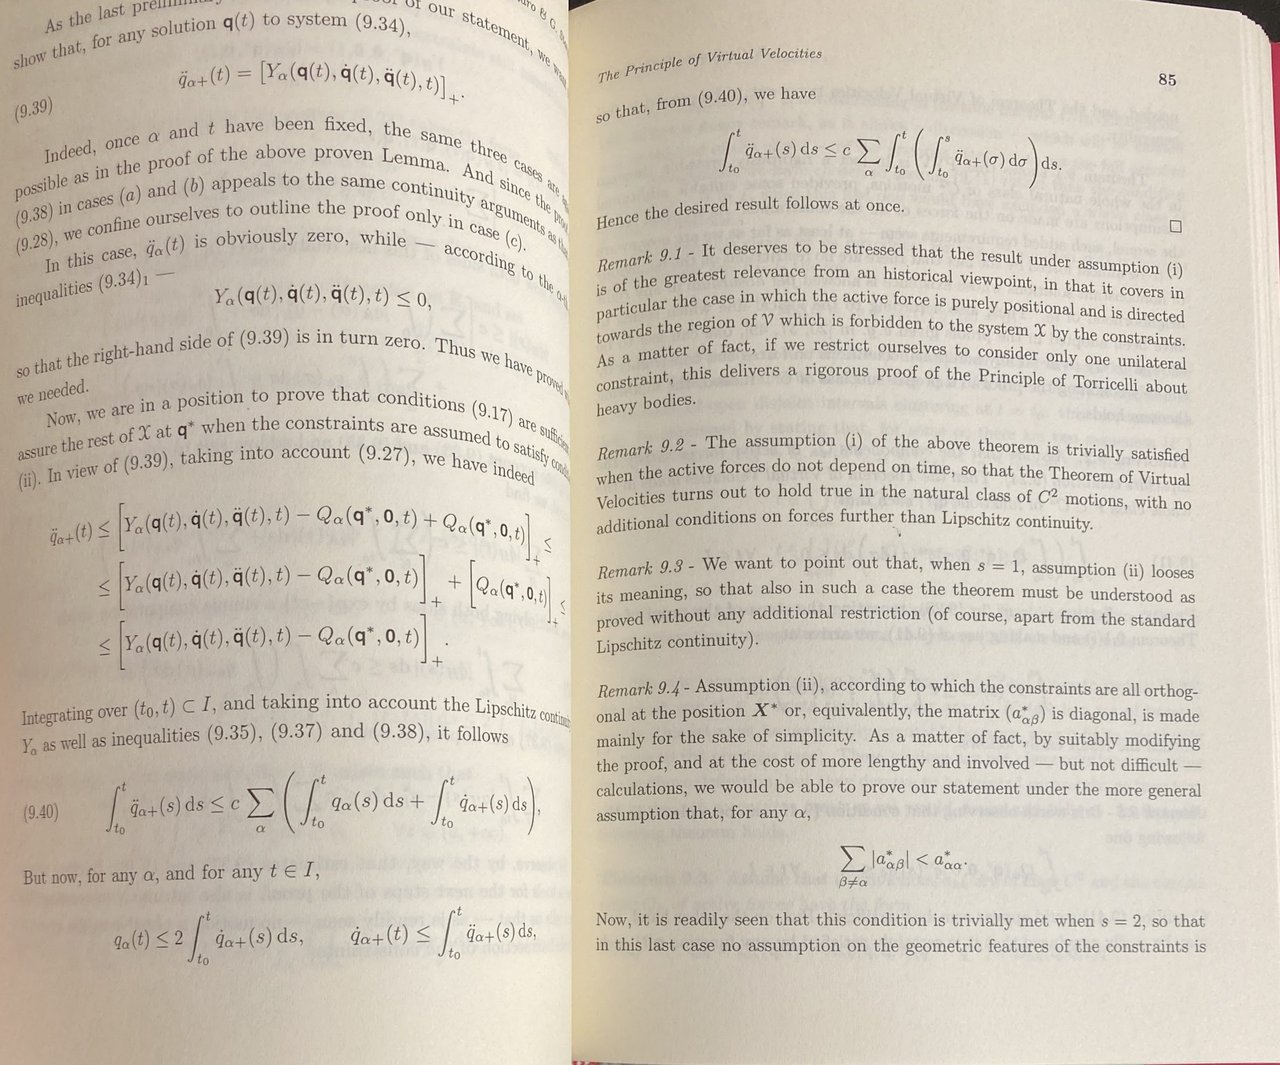 As the last prelimin of our statement, we
show that, for any solution q(t) to system (9.34),
(9.39) q̈α+(t) = [Yα(q(t), q̇(t), q̈(t), t)]+.
Indeed, once α and t have been fixed, the same three cases are
possible as in the proof of the above proven Lemma. And since the
(9.38) in cases (a) and (b) appeals to the same continuity arguments as
(9.28), we confine ourselves to outline the proof only in case (c).
In this case, q̈α(t) is obviously zero, while — according to the
inequalities (9.34)1 —
Yα(q(t), q̇(t), q̈(t), t) ≤ 0,
so that the right-hand side of (9.39) is in turn zero. Thus we have proved
we needed.
Now, we are in a position to prove that conditions (9.17) are
assure the rest of 𝔛 at q* when the constraints are assumed to satisfy
(ii). In view of (9.39), taking into account (9.27), we have indeed
q̈α+(t) ≤ [Yα(q(t), q̇(t), q̈(t), t) − Qα(q*, 0, t) + Qα(q*, 0, t)]+ ≤
≤ [Yα(q(t), q̇(t), q̈(t), t) − Qα(q*, 0, t)]+ + [Qα(q*, 0, t)]+ ≤
≤ [Yα(q(t), q̇(t), q̈(t), t) − Qα(q*, 0, t)]+.
Integrating over (t0, t) ⊂ I, and taking into account the Lipschitz
Yα as well as inequalities (9.35), (9.37) and (9.38), it follows
(9.40) ∫_{t0}^{t} q̈α+(s) ds ≤ c ∑_α ( ∫_{t0}^{t} qα(s) ds + ∫_{t0}^{t} q̇α+(s) ds ),
But now, for any α, and for any t ∈ I,
qα(t) ≤ 2 ∫_{t0}^{t} q̇α+(s) ds, q̇α+(t) ≤ ∫_{t0}^{t} q̈α+(s) ds,
The Principle of Virtual Velocities 85
so that, from (9.40), we have
∫_{t0}^{t} q̈α+(s) ds ≤ c ∑_α ∫_{t0}^{t} ( ∫_{t0}^{s} q̈α+(σ) dσ ) ds.
Hence the desired result follows at once. □
Remark 9.1 - It deserves to be stressed that the result under assumption (i)
is of the greatest relevance from an historical viewpoint, in that it covers in
particular the case in which the active force is purely positional and is directed
towards the region of 𝒱 which is forbidden to the system 𝔛 by the constraints.
As a matter of fact, if we restrict ourselves to consider only one unilateral
constraint, this delivers a rigorous proof of the Principle of Torricelli about
heavy bodies.
Remark 9.2 - The assumption (i) of the above theorem is trivially satisfied
when the active forces do not depend on time, so that the Theorem of Virtual
Velocities turns out to hold true in the natural class of C² motions, with no
additional conditions on forces further than Lipschitz continuity.
Remark 9.3 - We want to point out that, when s = 1, assumption (ii) looses
its meaning, so that also in such a case the theorem must be understood as
proved without any additional restriction (of course, apart from the standard
Lipschitz continuity).
Remark 9.4 - Assumption (ii), according to which the constraints are all orthog-
onal at the position X* or, equivalently, the matrix (a*αβ) is diagonal, is made
mainly for the sake of simplicity. As a matter of fact, by suitably modifying
the proof, and at the cost of more lengthy and involved — but not difficult —
calculations, we would be able to prove our statement under the more general
assumption that, for any α,
∑_{β≠α} |a*αβ| < a*αα.
Now, it is readily seen that this condition is trivially met when s = 2, so that
in this last case no assumption on the geometric features of the constraints is